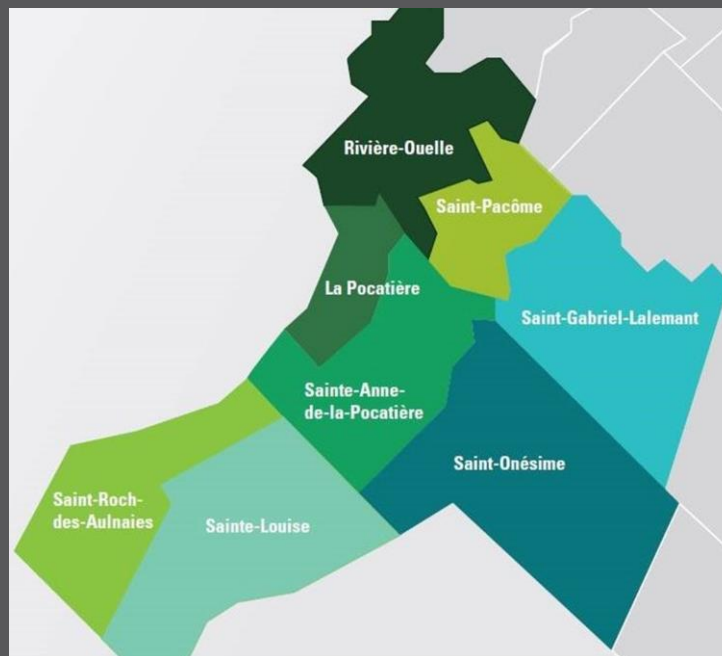 Rivière-Ouelle
Saint-Pacôme
La Pocatière
Saint-Gabriel-Lalemant
Sainte-Anne-
de-la-Pocatière
Saint-Onésime
Saint-Roch-
des-Aulnaies
Sainte-Louise